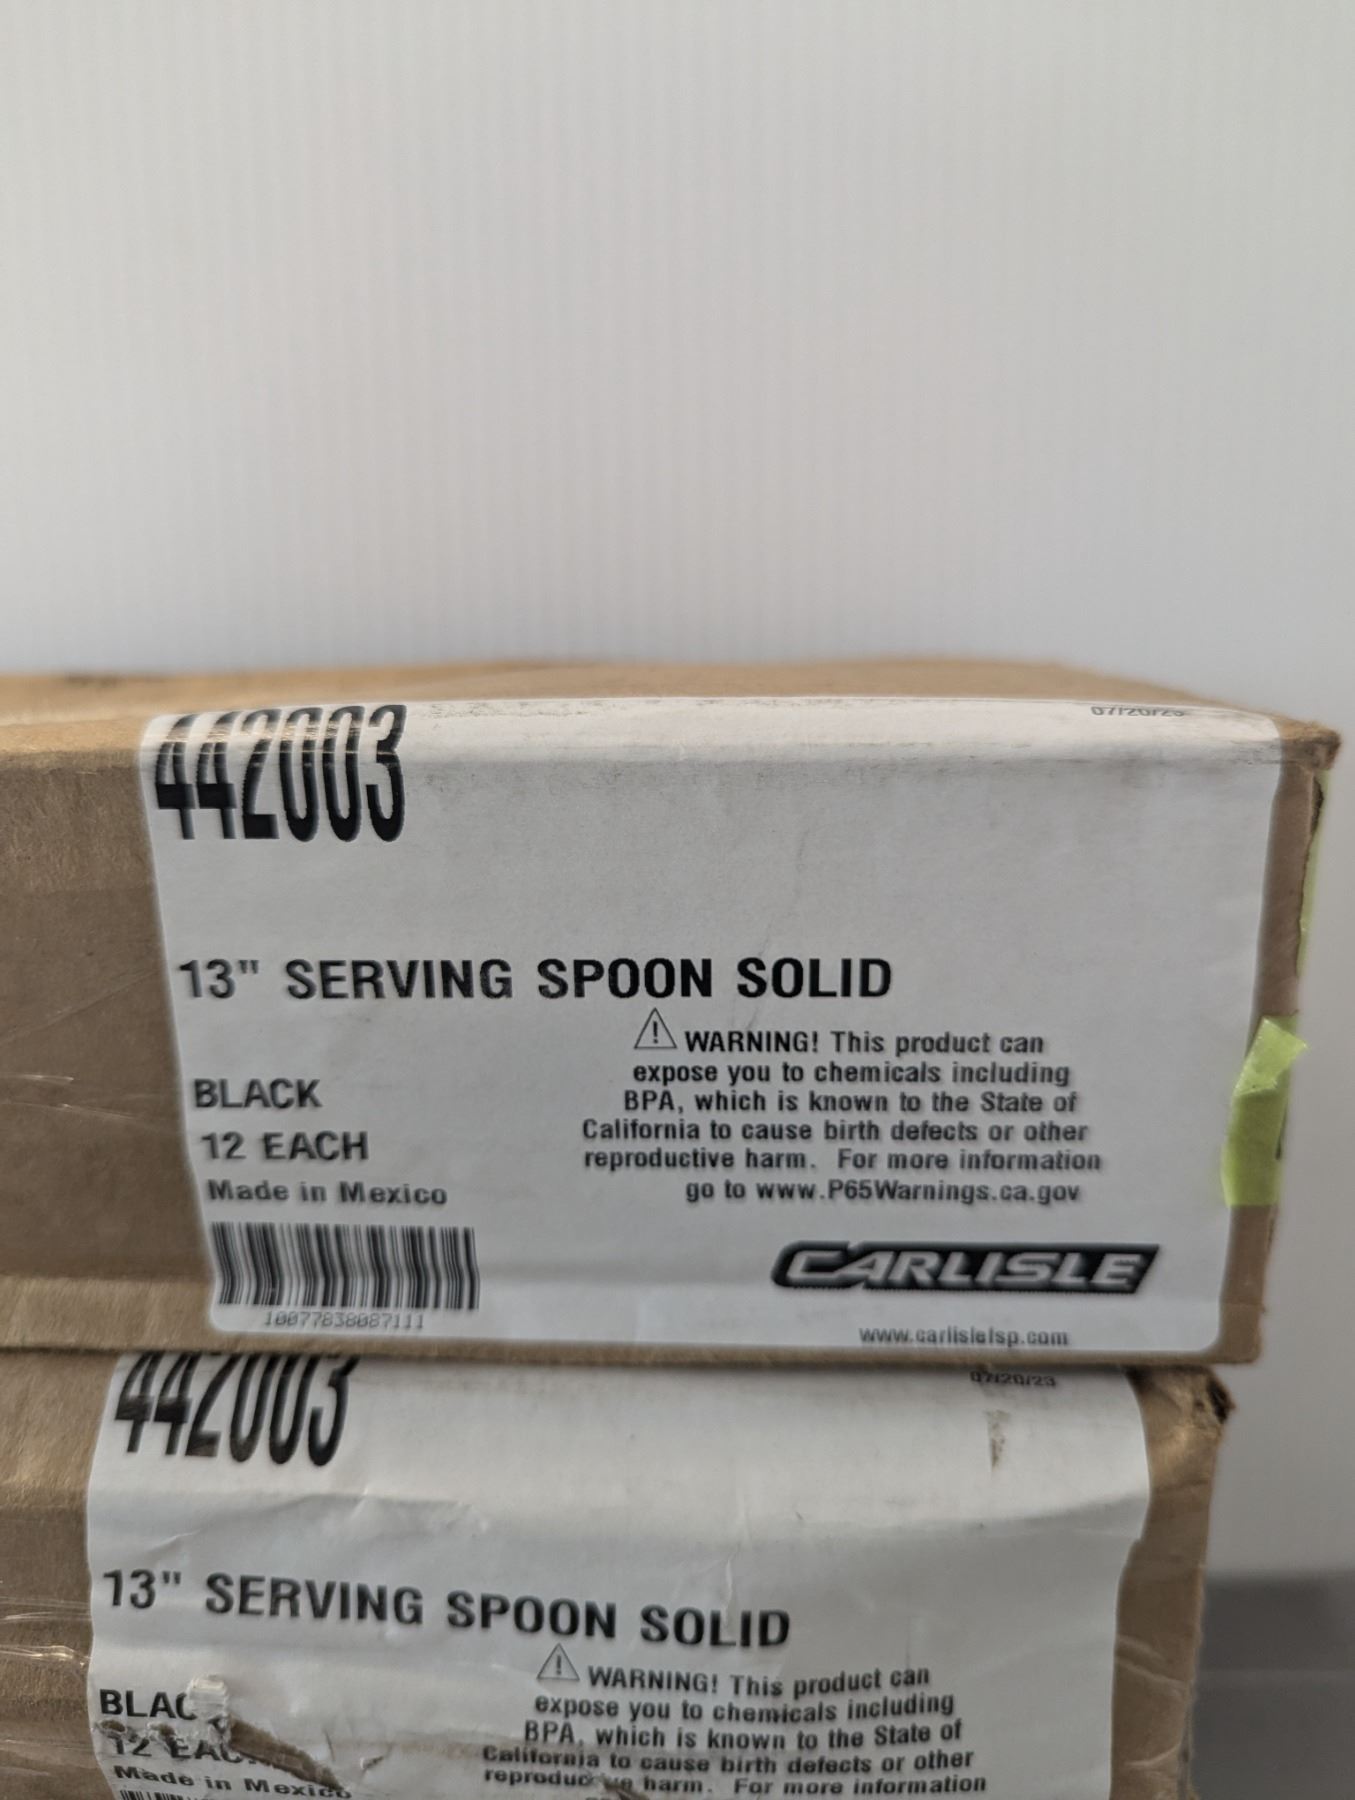 442003
07/20/23
13" SERVING SPOON SOLID
WARNING! This product can
expose you to chemicals including
BPA, which is known to the State of
California to cause birth defects or other
reproductive harm. For more information
go to www.P65Warnings.ca.gov
BLACK
12 EACH
Made in Mexico
10077838087111
CARLISLE
www.carlislefsp.com
442003
07/20/23
13" SERVING SPOON SOLID
WARNING! This product can
expose you to chemicals including
BPA, which is known to the State of
California to cause birth defects or other
harm. For more information
12
Made in Mexico